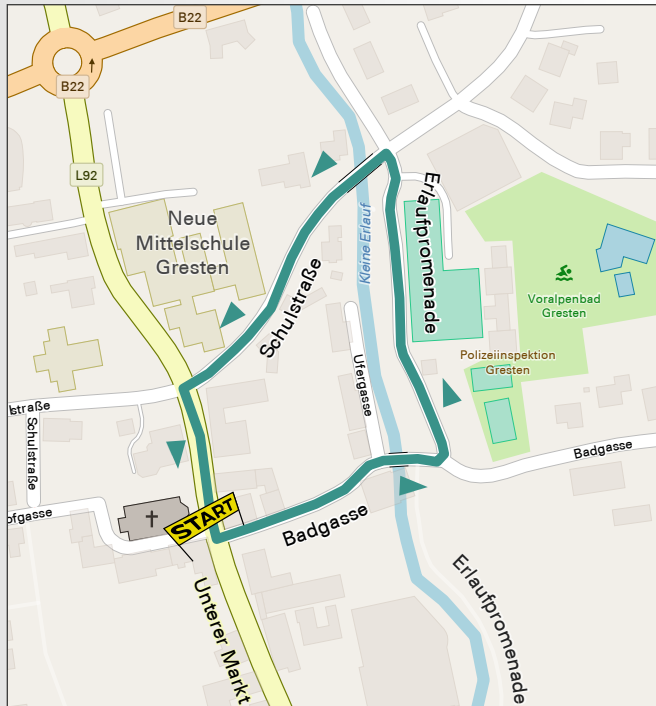 B22
B22
L92
Neue
Mittelschule
Gresten
Erlaufpromenade
Kleine Erlauf
Schulstraße
Voralpenbad
Gresten
Polizeiinspektion
Gresten
Ufergasse
lstraße
Schulstraße
Badgasse
ofgasse
START
Badgasse
Unterer Markt
Erlaufpromenade